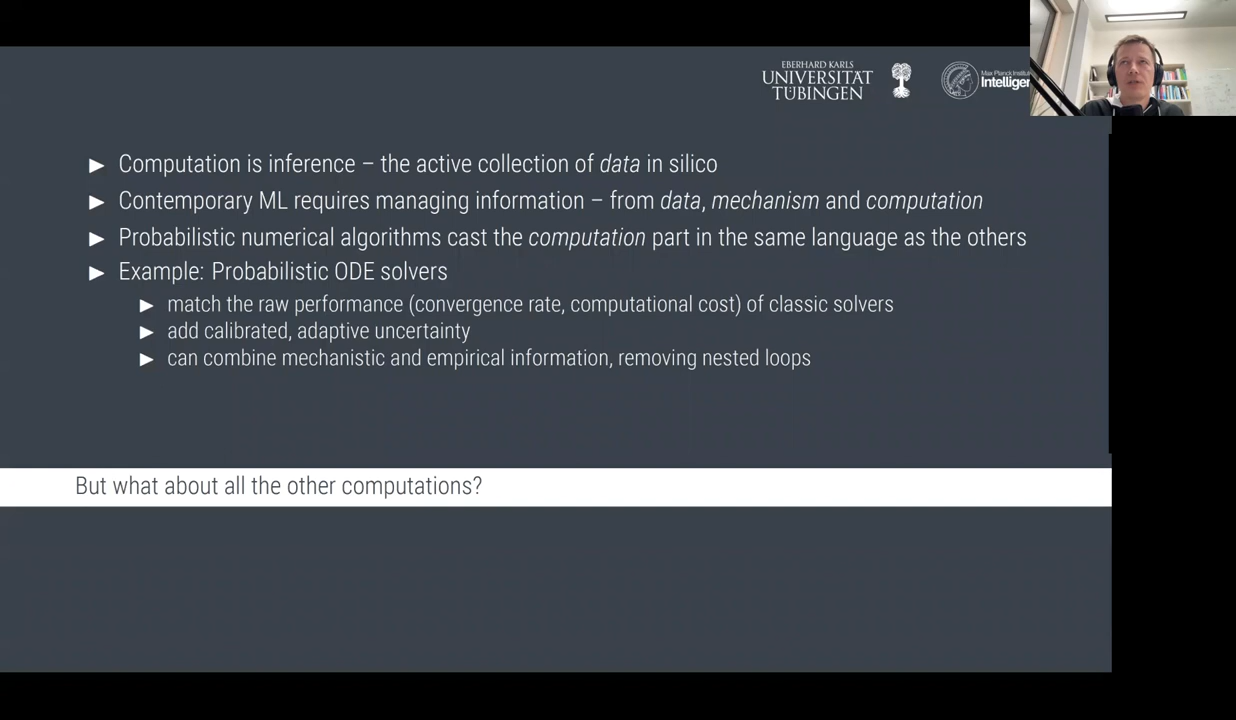 EBERHARD KARLS
UNIVERSITÄT
TÜBINGEN
Max Planck
Intelligen
► Computation is inference – the active collection of data in silico
► Contemporary ML requires managing information – from data, mechanism and computation
► Probabilistic numerical algorithms cast the computation part in the same language as the others
► Example: Probabilistic ODE solvers
► match the raw performance (convergence rate, computational cost) of classic solvers
► add calibrated, adaptive uncertainty
► can combine mechanistic and empirical information, removing nested loops
But what about all the other computations?